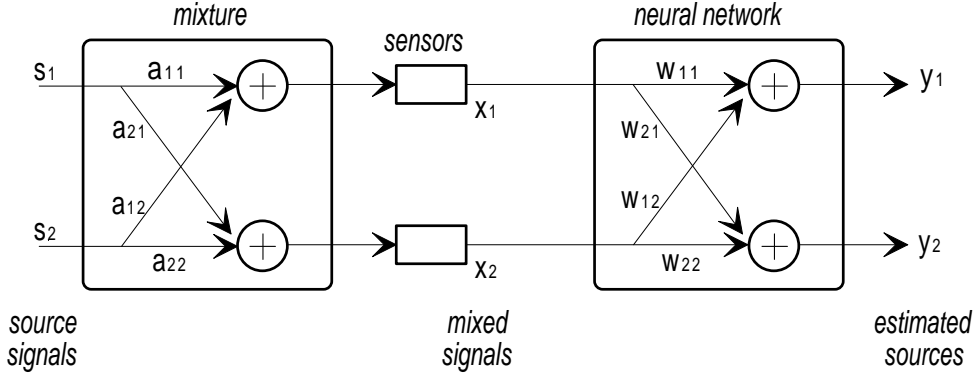 mixture
sensors
neural network
s1
a11
x1
w11
y1
a21
w21
a12
w12
s2
a22
x2
w22
y2
source
signals
mixed
signals
estimated
sources